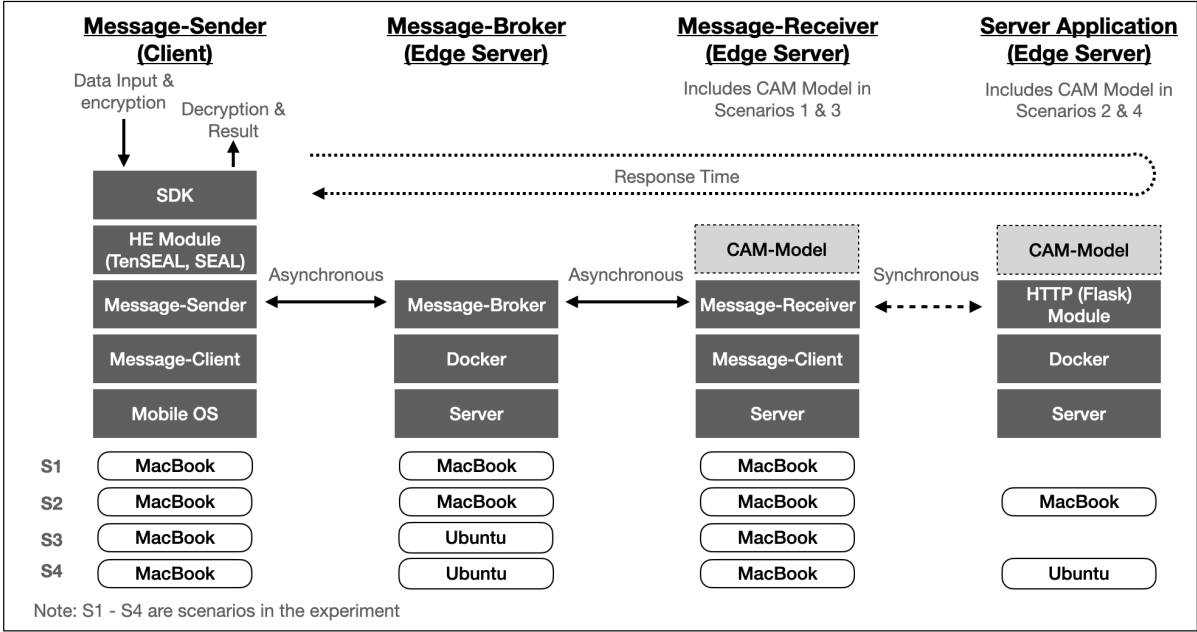 Message-Sender
(Client)
Message-Broker
(Edge Server)
Message-Receiver
(Edge Server)
Server Application
(Edge Server)
Data Input &
encryption
Decryption &
Result
Includes CAM Model in
Scenarios 1 & 3
Includes CAM Model in
Scenarios 2 & 4
Response Time
SDK
HE Module
(TenSEAL, SEAL)
CAM-Model
CAM-Model
Asynchronous
Asynchronous
Synchronous
Message-Sender
Message-Broker
Message-Receiver
HTTP (Flask)
Module
Message-Client
Docker
Message-Client
Docker
Mobile OS
Server
Server
Server
S1 MacBook MacBook MacBook
S2 MacBook MacBook MacBook MacBook
S3 MacBook Ubuntu MacBook
S4 MacBook Ubuntu MacBook Ubuntu
Note: S1 - S4 are scenarios in the experiment